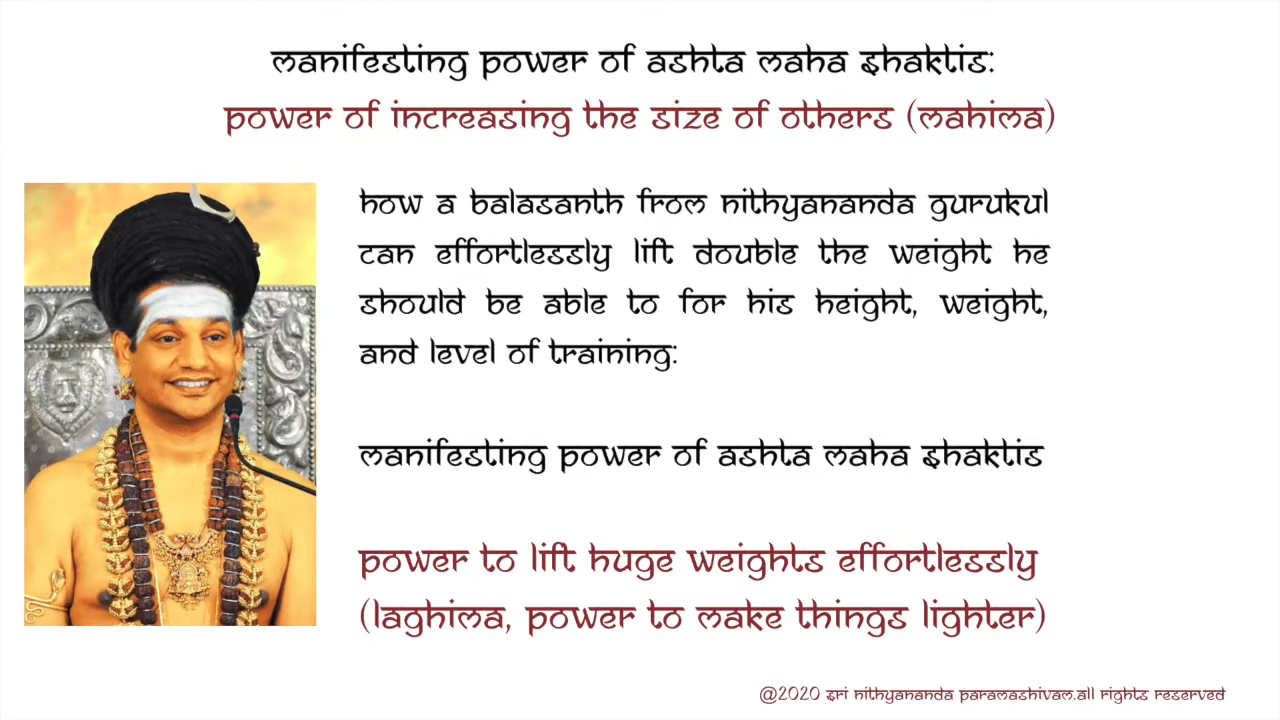 manifesting power of ashta maha shaktis:
power of increasing the size of others (mahima)
how a balasanth from nithyananda gurukul
can effortlessly lift double the weight he
should be able to for his height, weight,
and level of training:
manifesting power of ashta maha shaktis
power to lift huge weights effortlessly
(laghima, power to make things lighter)
@2020 sri nithyananda paramashivam.all rights reserved